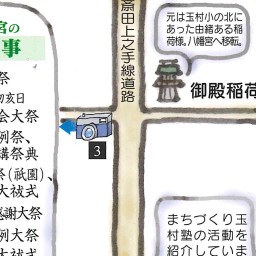 元は玉村小の北に
あった由緒ある稲
荷様。八幡宮へ移転。
御殿稲荷
斎田上之手線道路
宮の
事
祭
初亥日
会大祭
例祭、
講祭典
祭(祇園)、
大祓式
感謝大祭
例大祭
大祓式
3
まちづくり玉
村塾の活動を
紹介していま